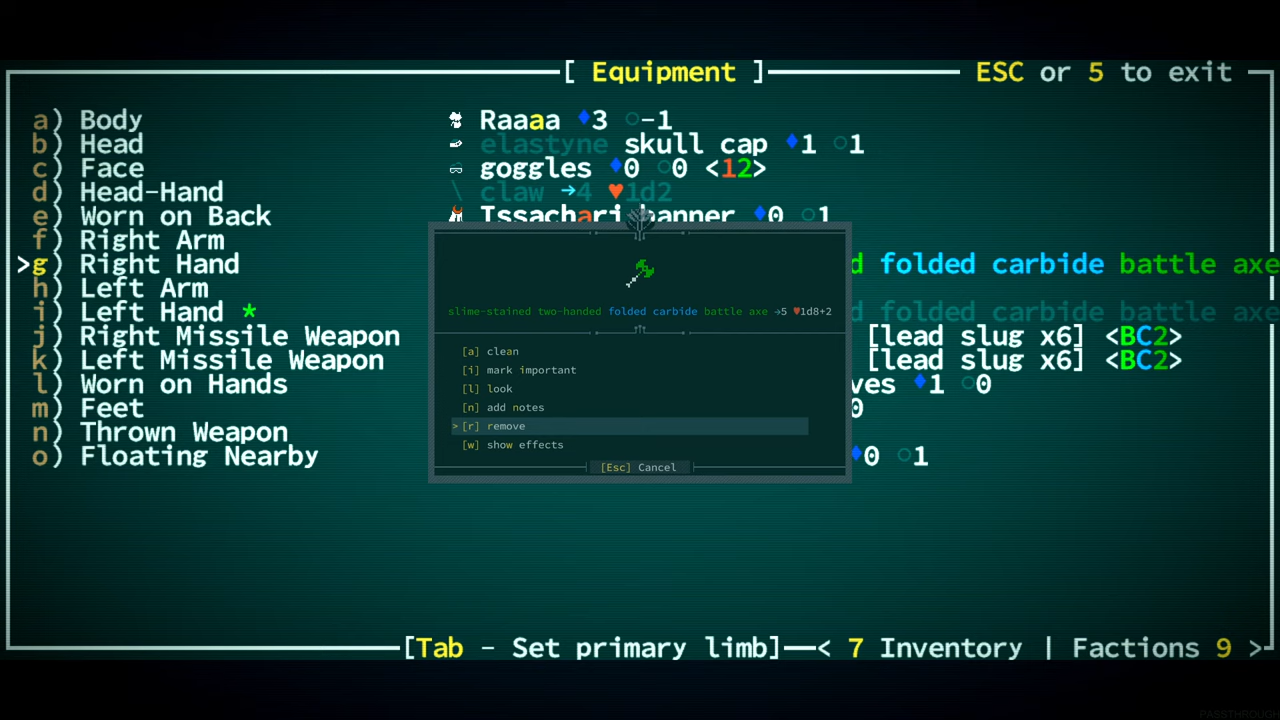 [ Equipment ] ESC or 5 to exit
a) Body Raaaa ♦3 ○-1
b) Head elastyne skull cap ♦1 ○1
c) Face goggles ♦0 ○0 <12>
d) Head-Hand \ claw →4 ♥1d2
e) Worn on Back Issachari banner ♦0 ○1
f) Right Arm
>g) Right Hand d folded carbide battle axe
h) Left Arm
i) Left Hand *
j) Right Missile Weapon [lead slug x6] <BC2>
k) Left Missile Weapon [lead slug x6] <BC2>
l) Worn on Hands ves ♦1 ○0
m) Feet 0
n) Thrown Weapon
o) Floating Nearby ♦0 ○1
slime-stained two-handed folded carbide battle axe →5 ♥1d8+2
[a] clean
[i] mark important
[l] look
[n] add notes
> [r] remove
[w] show effects
[Esc] Cancel
[Tab - Set primary limb] < 7 Inventory | Factions 9 >